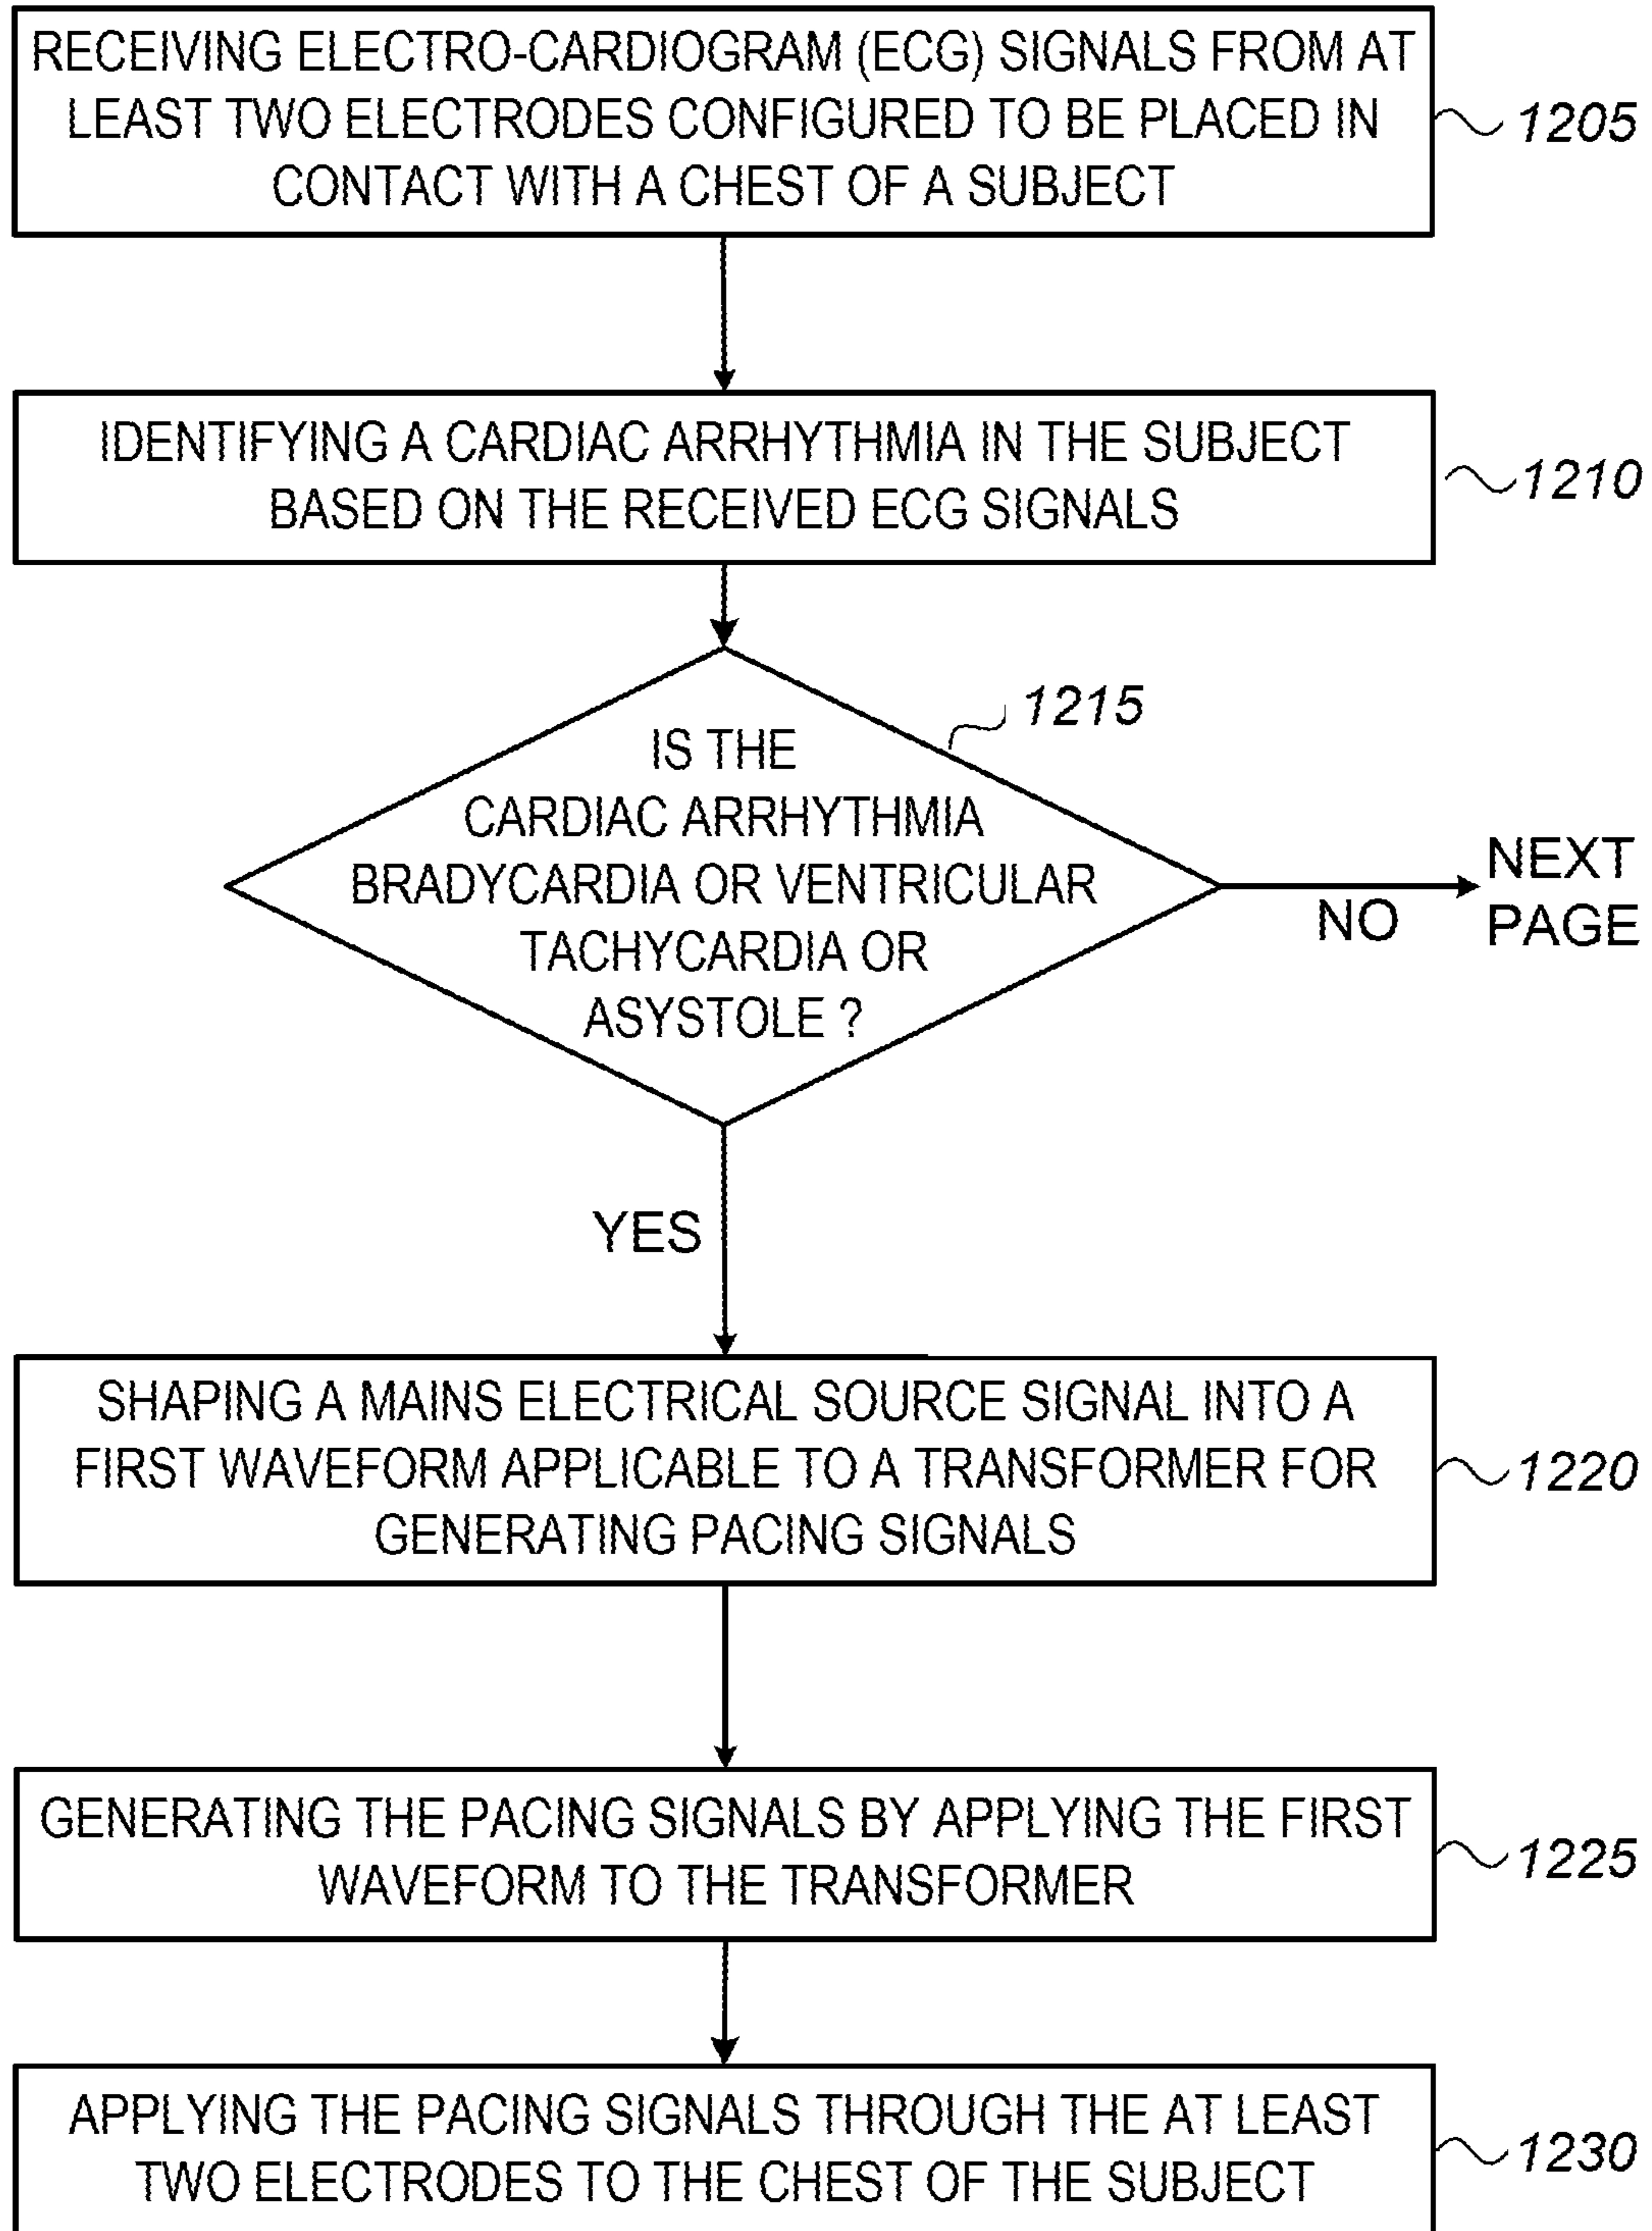 RECEIVING ELECTRO-CARDIOGRAM (ECG) SIGNALS FROM AT
LEAST TWO ELECTRODES CONFIGURED TO BE PLACED IN
CONTACT WITH A CHEST OF A SUBJECT
1205
IDENTIFYING A CARDIAC ARRHYTHMIA IN THE SUBJECT
BASED ON THE RECEIVED ECG SIGNALS
1210
1215
IS THE
CARDIAC ARRHYTHMIA
BRADYCARDIA OR VENTRICULAR
TACHYCARDIA OR
ASYSTOLE ?
NO
NEXT
PAGE
YES
SHAPING A MAINS ELECTRICAL SOURCE SIGNAL INTO A
FIRST WAVEFORM APPLICABLE TO A TRANSFORMER FOR
GENERATING PACING SIGNALS
1220
GENERATING THE PACING SIGNALS BY APPLYING THE FIRST
WAVEFORM TO THE TRANSFORMER
1225
APPLYING THE PACING SIGNALS THROUGH THE AT LEAST
TWO ELECTRODES TO THE CHEST OF THE SUBJECT
1230